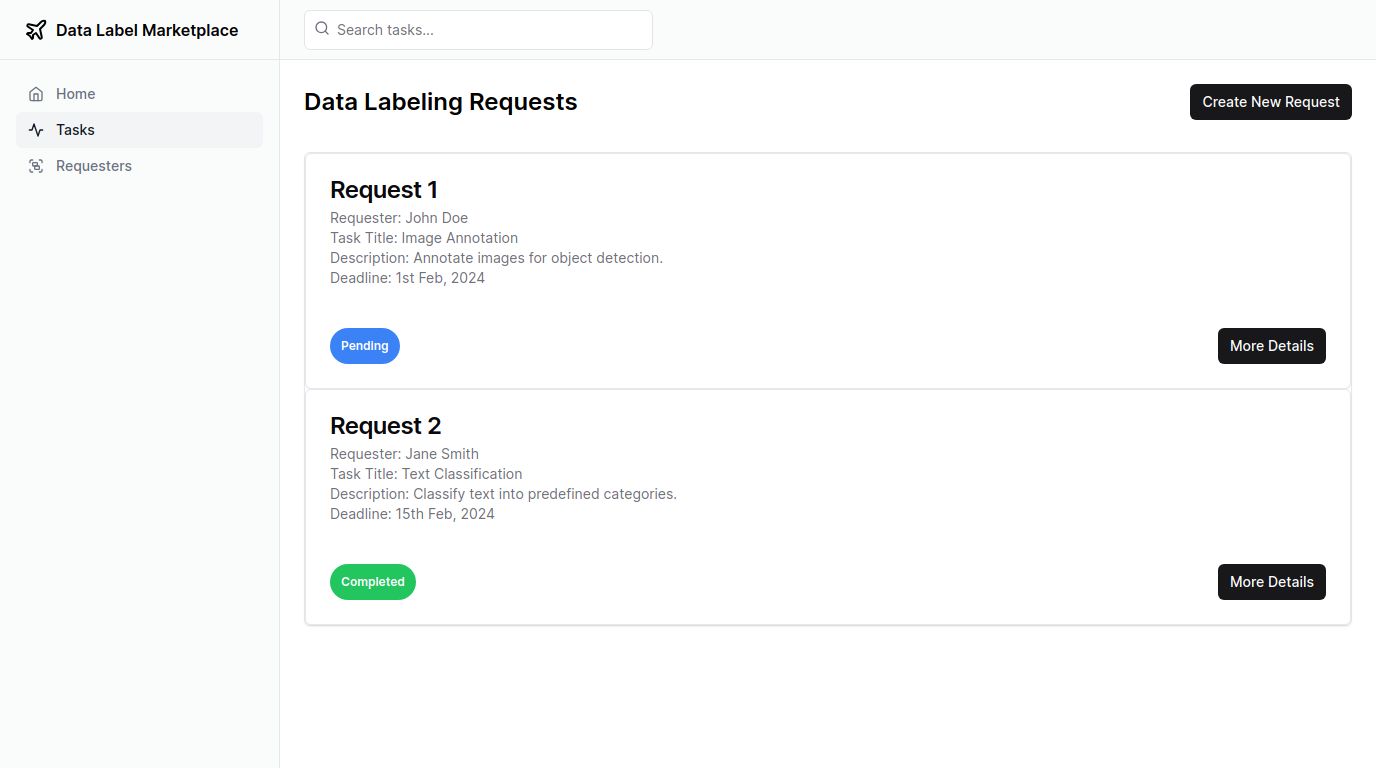 Data Label Marketplace
Search tasks...
Home
Tasks
Requesters
Data Labeling Requests
Create New Request
Request 1
Requester: John Doe
Task Title: Image Annotation
Description: Annotate images for object detection.
Deadline: 1st Feb, 2024
Pending
More Details
Request 2
Requester: Jane Smith
Task Title: Text Classification
Description: Classify text into predefined categories.
Deadline: 15th Feb, 2024
Completed
More Details